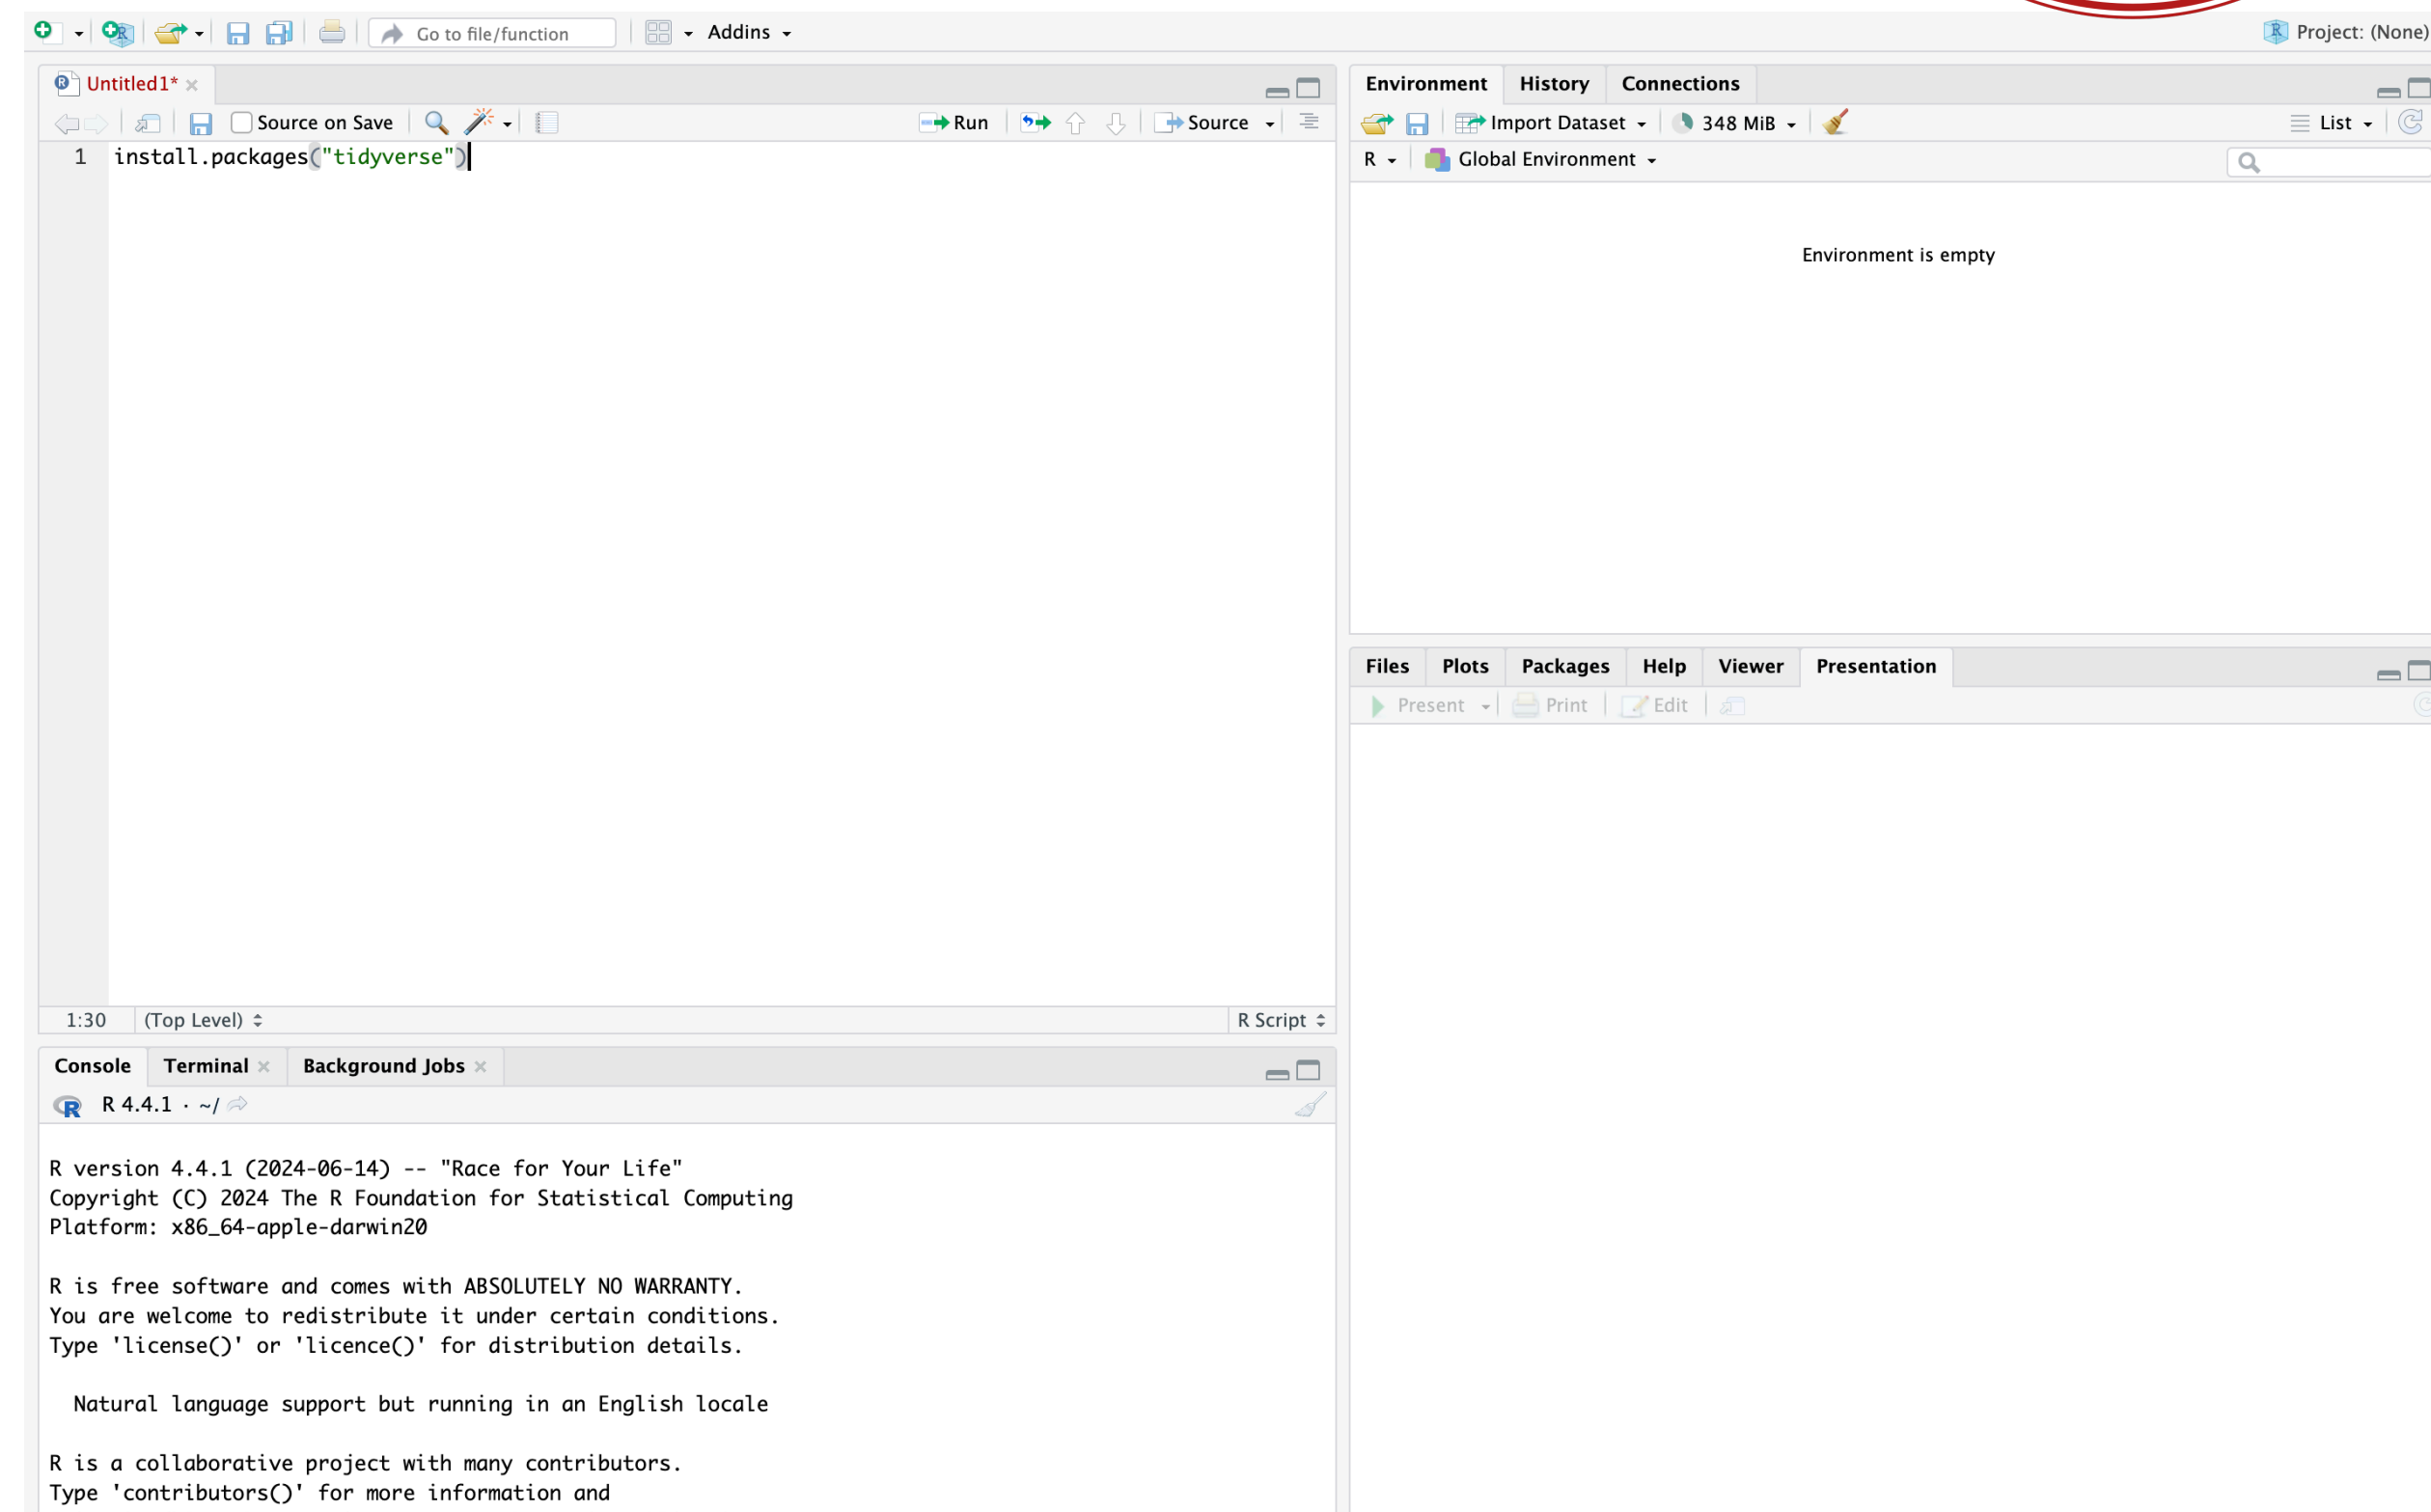 Go to file/function
Addins
Project: (None)
Untitled1*
Source on Save
Run
Source
1 install.packages("tidyverse")
1:30 (Top Level)
R Script
Environment History Connections
Import Dataset 348 MiB
List
R Global Environment
Environment is empty
Files Plots Packages Help Viewer Presentation
Present Print Edit
Console Terminal Background Jobs
R 4.4.1 · ~/
R version 4.4.1 (2024-06-14) -- "Race for Your Life"
Copyright (C) 2024 The R Foundation for Statistical Computing
Platform: x86_64-apple-darwin20
R is free software and comes with ABSOLUTELY NO WARRANTY.
You are welcome to redistribute it under certain conditions.
Type 'license()' or 'licence()' for distribution details.
Natural language support but running in an English locale
R is a collaborative project with many contributors.
Type 'contributors()' for more information and